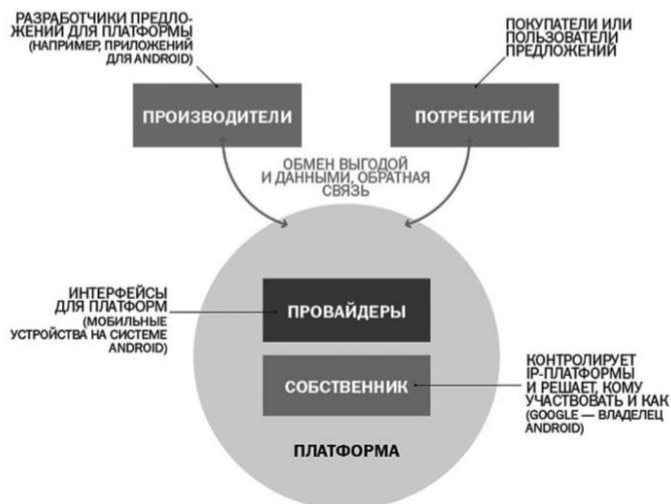 РАЗРАБОТЧИКИ ПРЕДЛО-
ЖЕНИЙ ДЛЯ ПЛАТФОРМЫ
(НАПРИМЕР, ПРИЛОЖЕНИЙ
ДЛЯ ANDROID)
ПОКУПАТЕЛИ ИЛИ
ПОЛЬЗОВАТЕЛИ
ПРЕДЛОЖЕНИЙ
ПРОИЗВОДИТЕЛИ
ПОТРЕБИТЕЛИ
ОБМЕН ВЫГОДОЙ
И ДАННЫМИ, ОБРАТНАЯ
СВЯЗЬ
ИНТЕРФЕЙСЫ
ДЛЯ ПЛАТФОРМ
(МОБИЛЬНЫЕ
УСТРОЙСТВА НА СИСТЕМЕ
ANDROID)
ПРОВАЙДЕРЫ
СОБСТВЕННИК
КОНТРОЛИРУЕТ
IP-ПЛАТФОРМЫ
И РЕШАЕТ, КОМУ
УЧАСТВОВАТЬ И КАК
(GOOGLE — ВЛАДЕЛЕЦ
ANDROID)
ПЛАТФОРМА